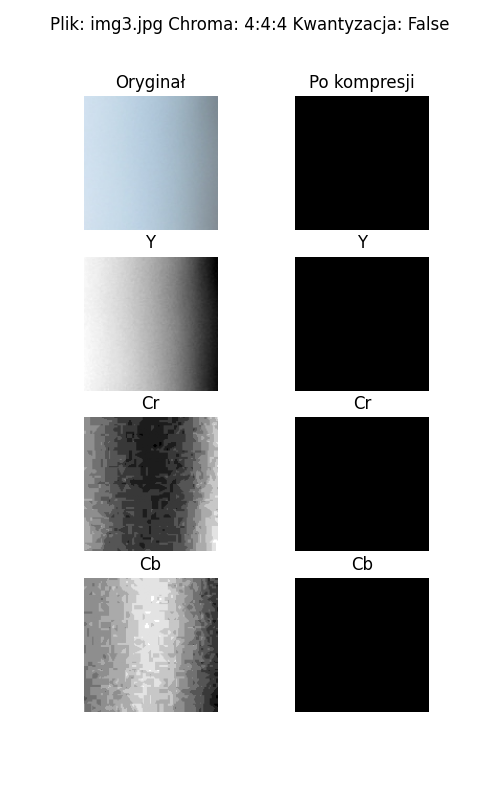 Plik: img3.jpg Chroma: 4:4:4 Kwantyzacja: False
Oryginał Po kompresji
Y Y
Cr Cr
Cb Cb